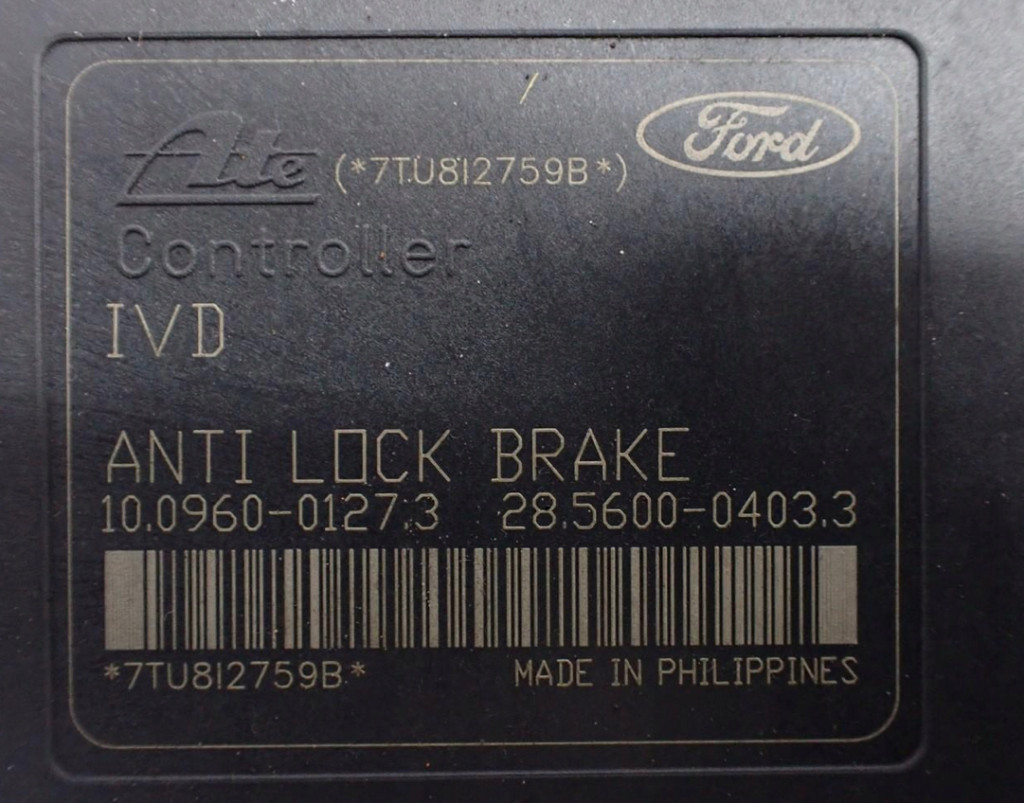 Ate (*7TU812759B*) Ford
Controller
IVD
ANTI LOCK BRAKE
10.0960-0127.3 28.5600-0403.3
*7TU812759B* MADE IN PHILIPPINES